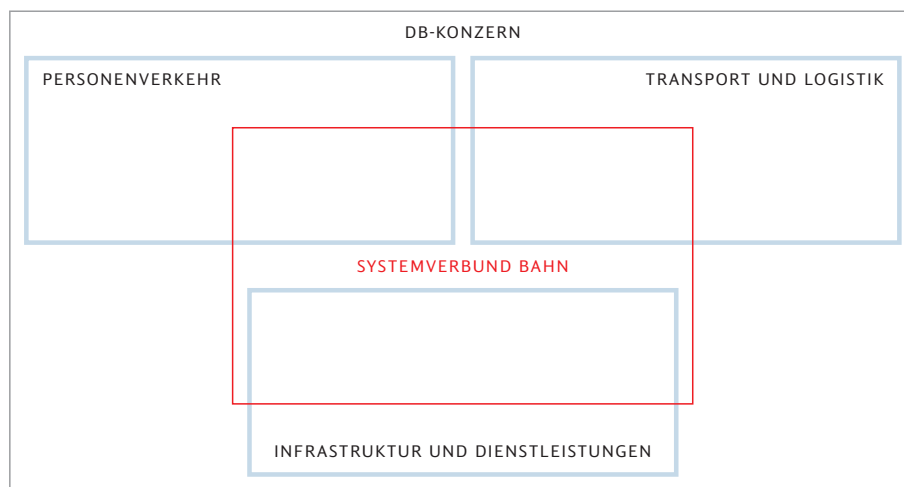 DB-KONZERN
PERSONENVERKEHR
TRANSPORT UND LOGISTIK
SYSTEMVERBUND BAHN
INFRASTRUKTUR UND DIENSTLEISTUNGEN